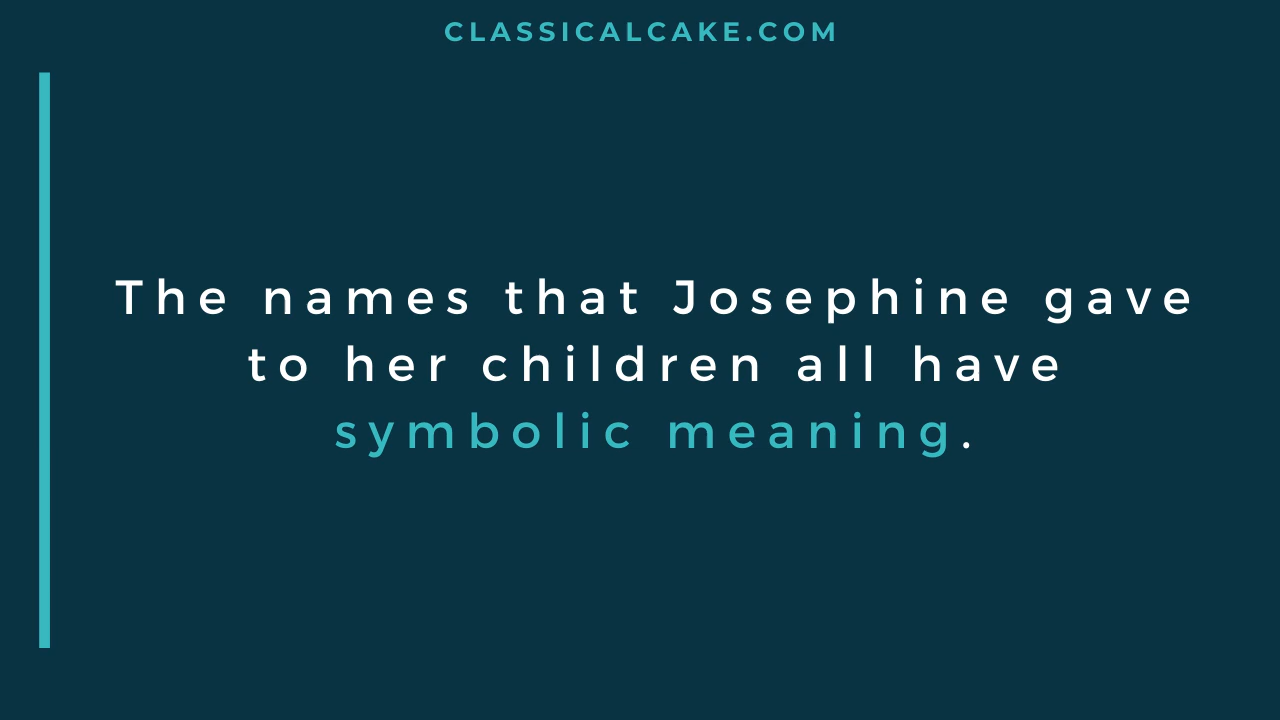 CLASSICALCAKE.COM
The names that Josephine gave
to her children all have
symbolic meaning.